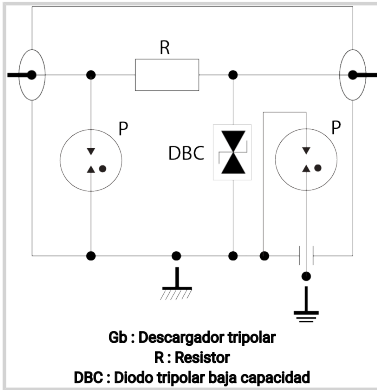 R
P
DBC
P
Gb : Descargador tripolar
R : Resistor
DBC : Diodo tripolar baja capacidad